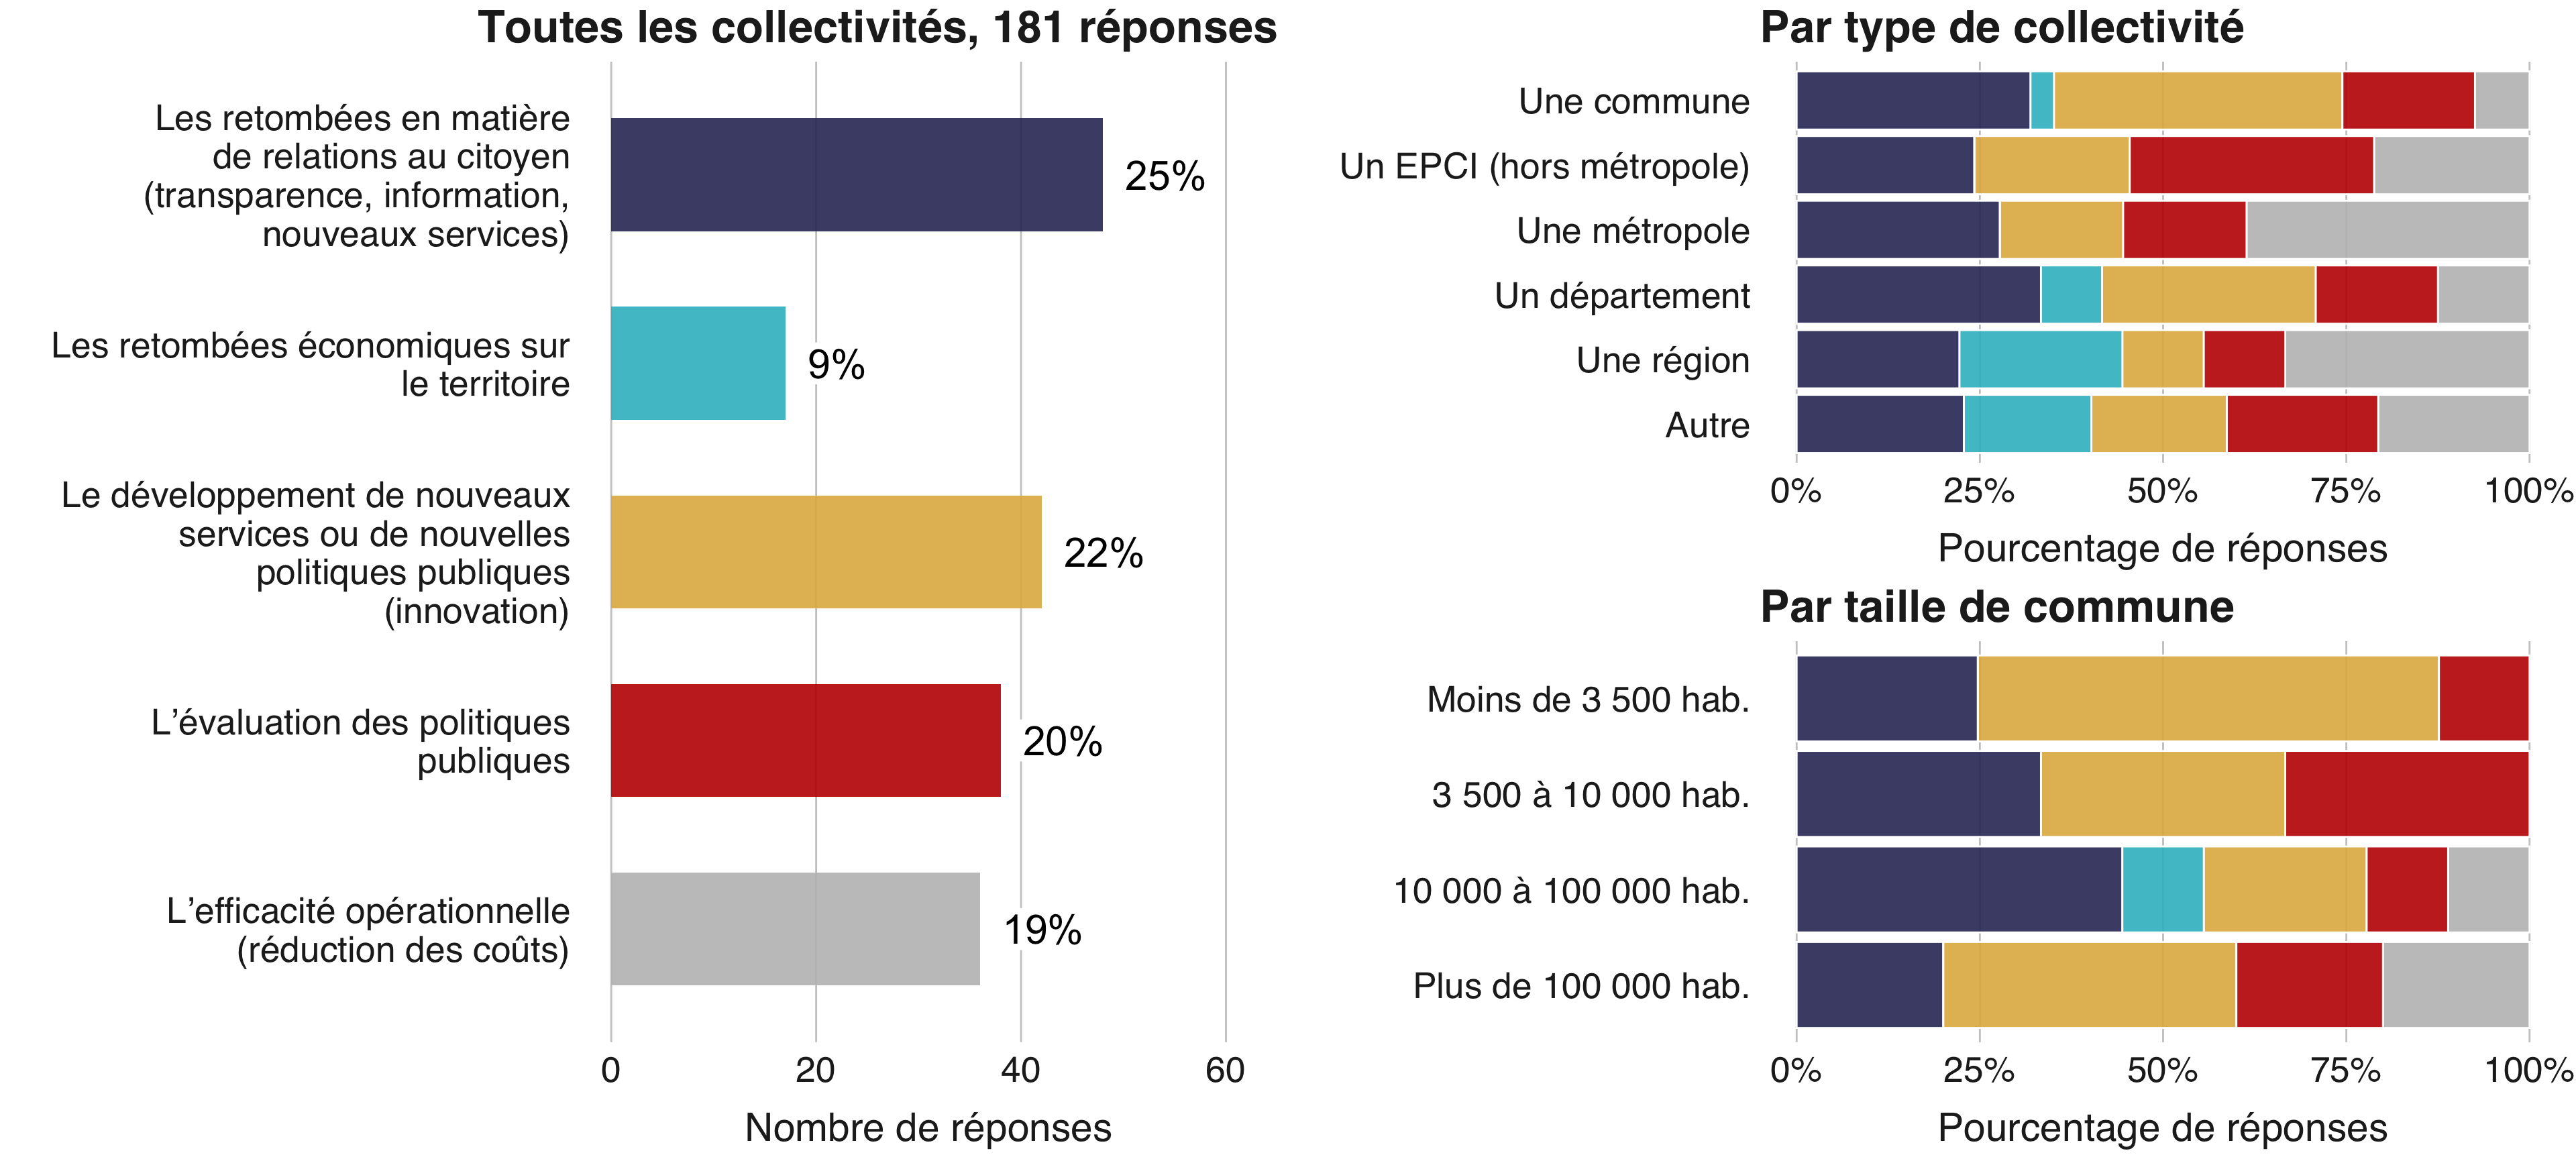 Toutes les collectivités, 181 réponses
Les retombées en matière
de relations au citoyen
(transparence, information,
nouveaux services)
25%
Les retombées économiques sur
le territoire
9%
Le développement de nouveaux
services ou de nouvelles
politiques publiques
(innovation)
22%
L’évaluation des politiques
publiques
20%
L’efficacité opérationnelle
(réduction des coûts)
19%
0 20 40 60
Nombre de réponses
Par type de collectivité
Une commune
Un EPCI (hors métropole)
Une métropole
Un département
Une région
Autre
0% 25% 50% 75% 100%
Pourcentage de réponses
Par taille de commune
Moins de 3 500 hab.
3 500 à 10 000 hab.
10 000 à 100 000 hab.
Plus de 100 000 hab.
0% 25% 50% 75% 100%
Pourcentage de réponses